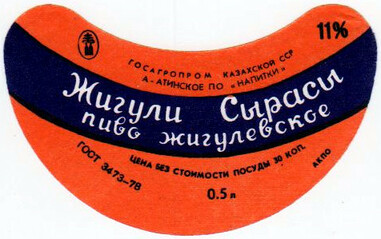 11%
ГОСАГРОПРОМ КАЗАХСКОЙ ССР
А-АТИНСКОЕ ПО «НАПИТКИ»
Жигули Сырасы
пиво жигулевское
ЦЕНА БЕЗ СТОИМОСТИ ПОСУДЫ 30 КОП.
ГОСТ 3473-78
0.5 л
АКПО